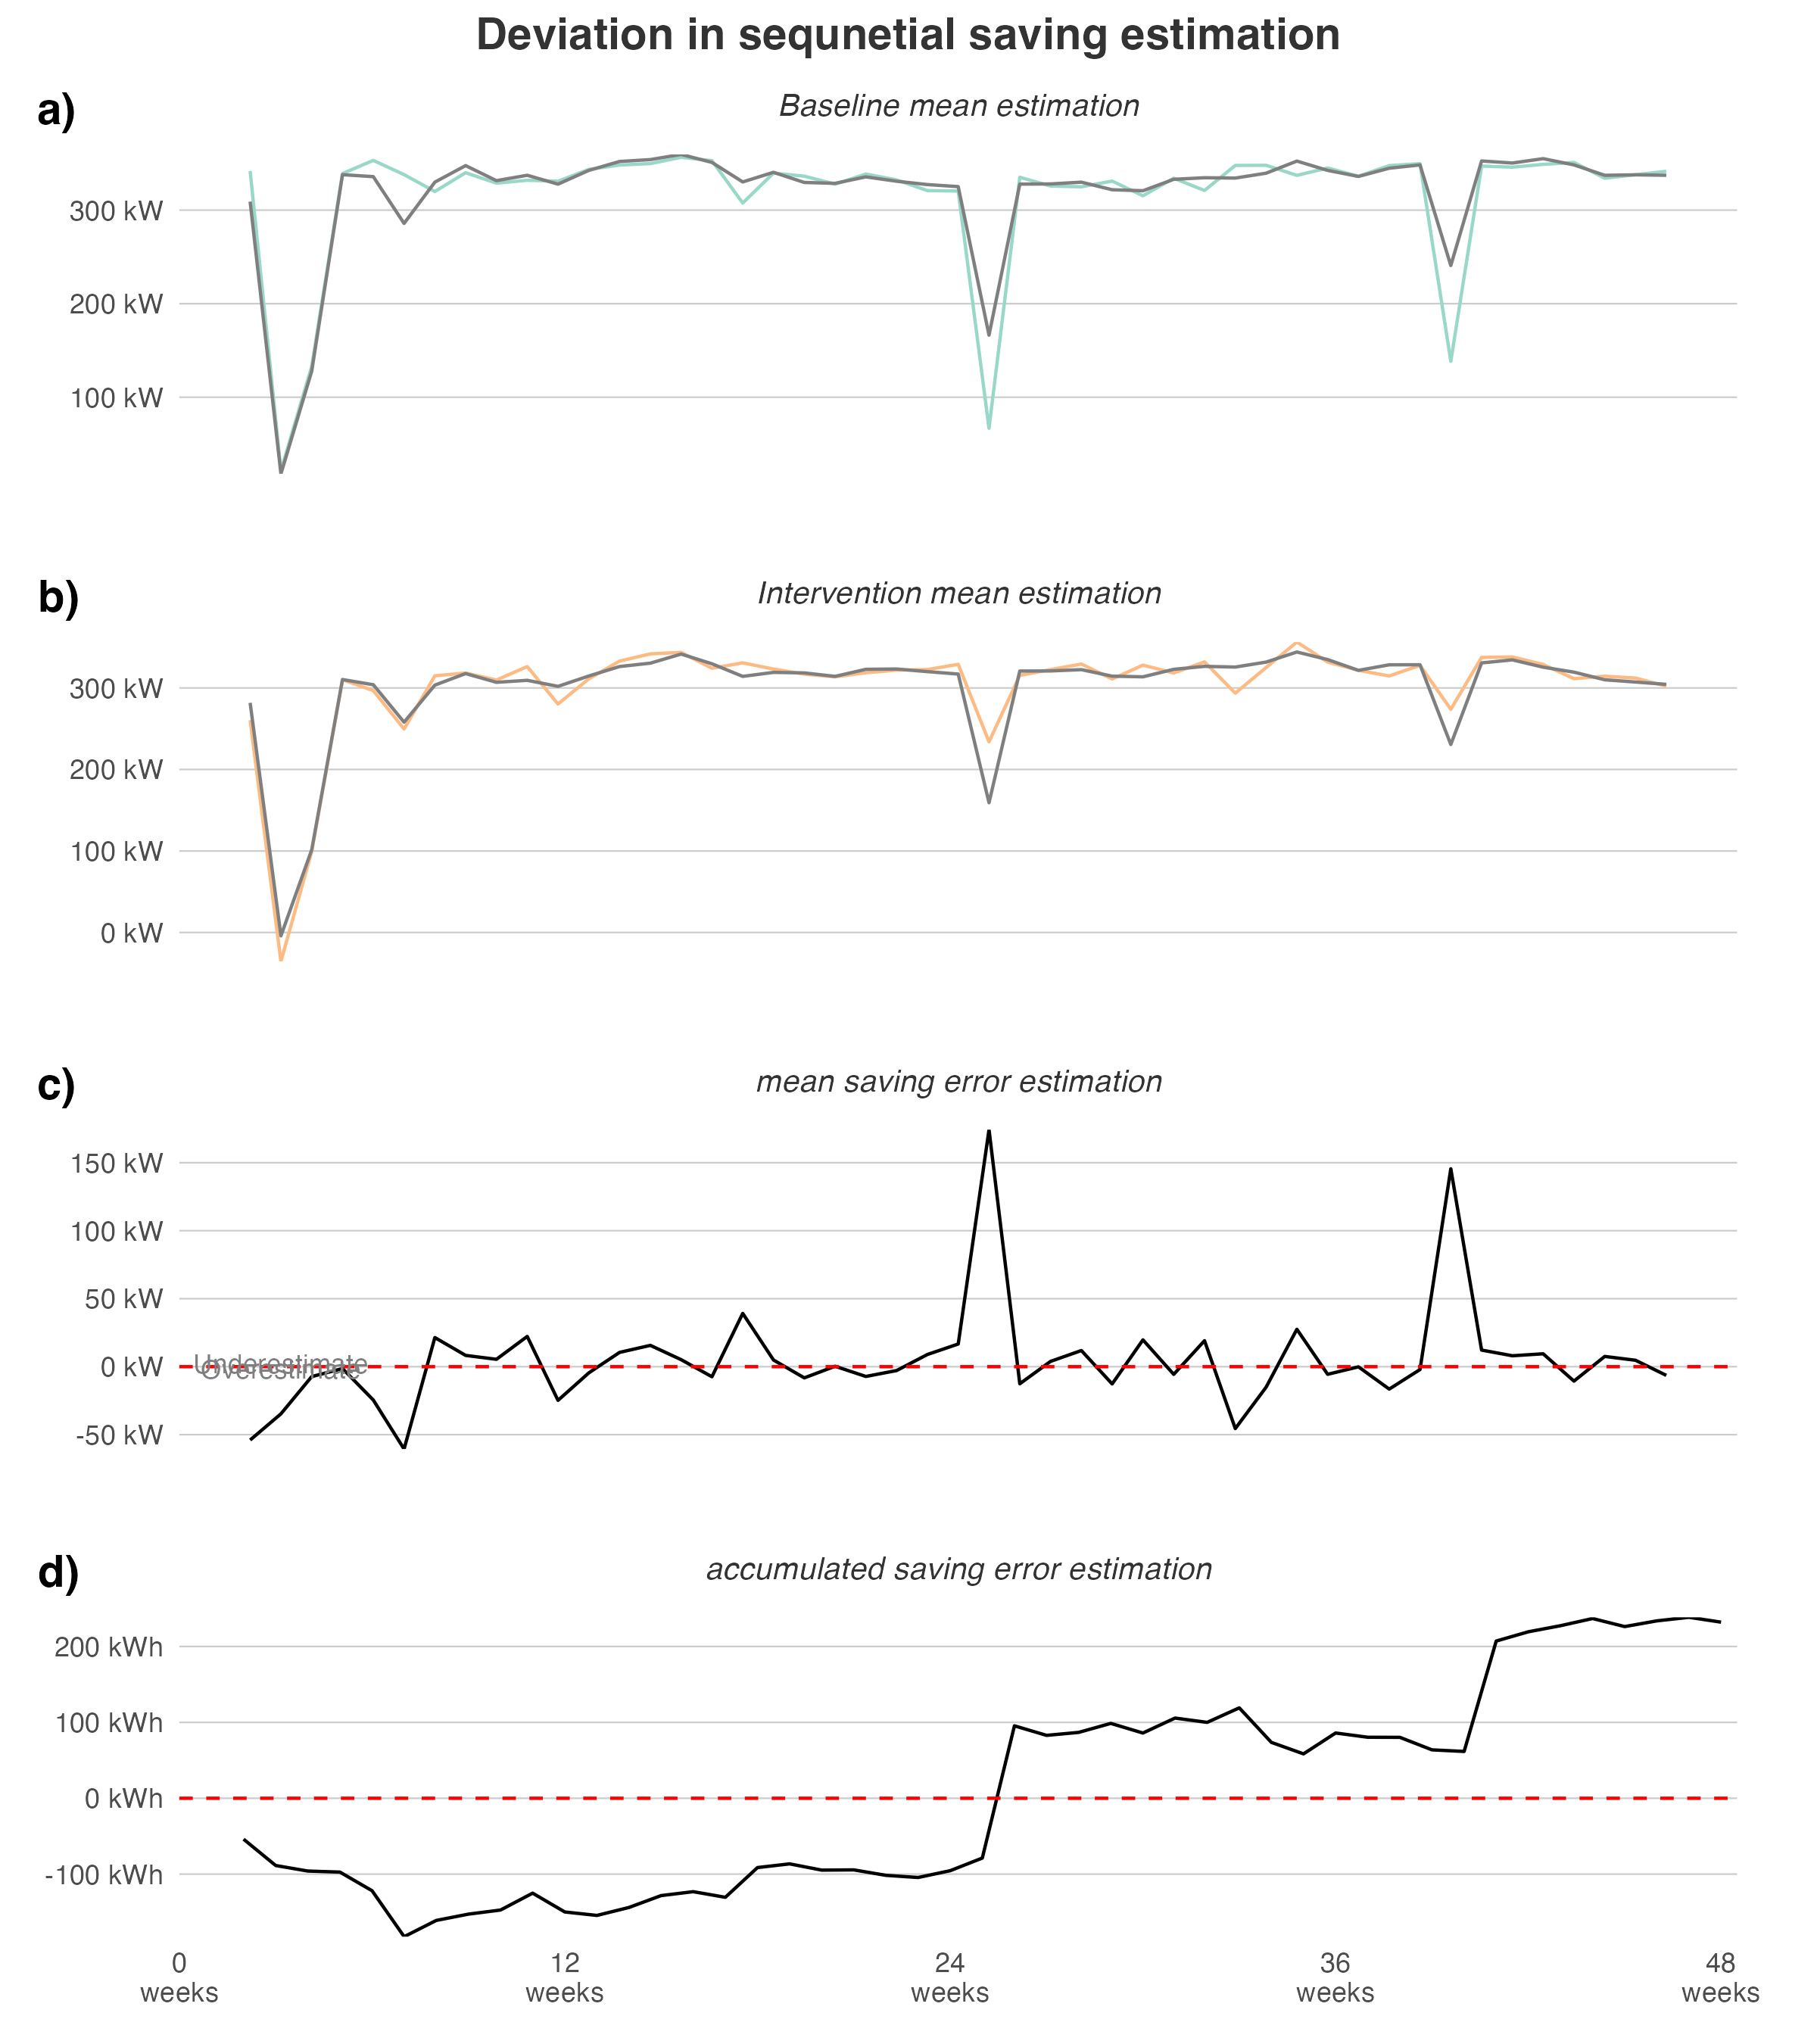 Deviation in sequnetial saving estimation
a)
Baseline mean estimation
300 kW
200 kW
100 kW
b)
Intervention mean estimation
300 kW
200 kW
100 kW
0 kW
c)
mean saving error estimation
150 kW
100 kW
50 kW
0 kW
Underestimate
Overestimate
-50 kW
d)
accumulated saving error estimation
200 kWh
100 kWh
0 kWh
-100 kWh
0 12 24 36 48
weeks weeks weeks weeks weeks